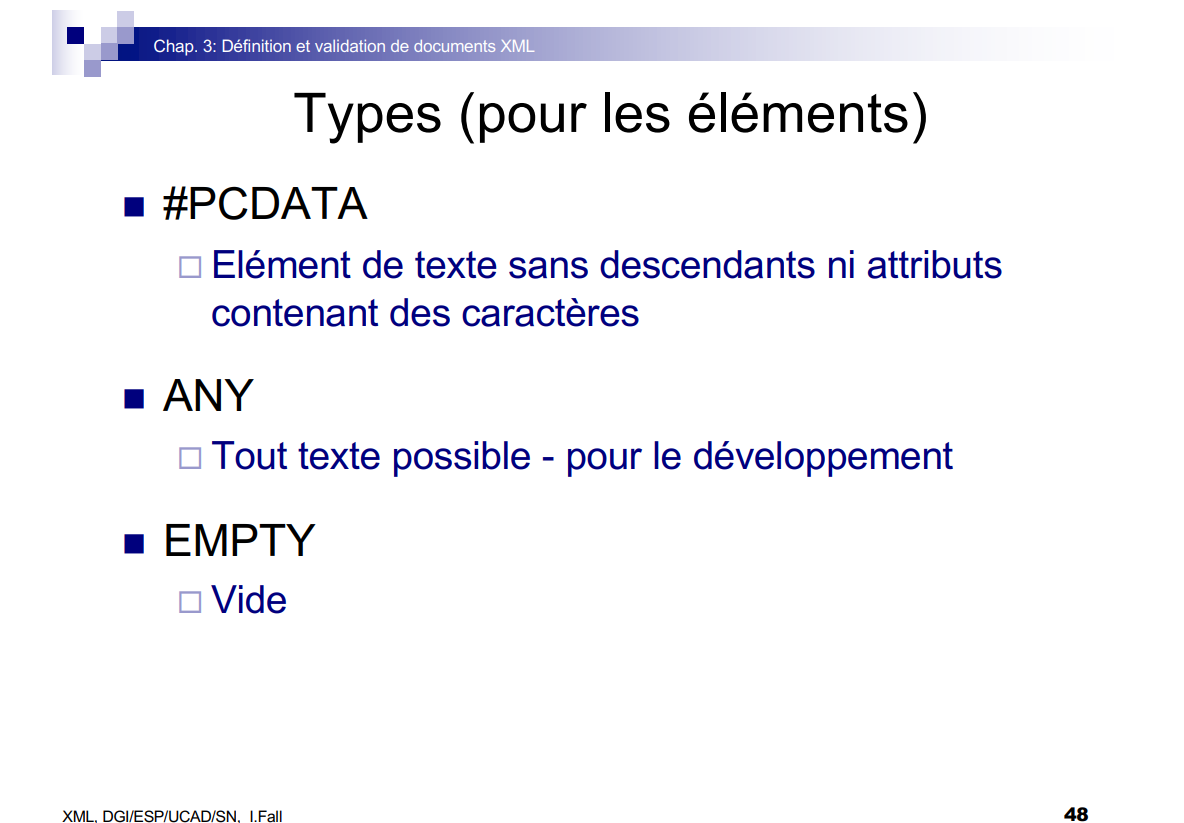 Chap. 3: Définition et validation de documents XML
Types (pour les éléments)
#PCDATA
Elément de texte sans descendants ni attributs
contenant des caractères
ANY
Tout texte possible - pour le développement
EMPTY
Vide
XML, DGI/ESP/UCAD/SN, I.Fall
48